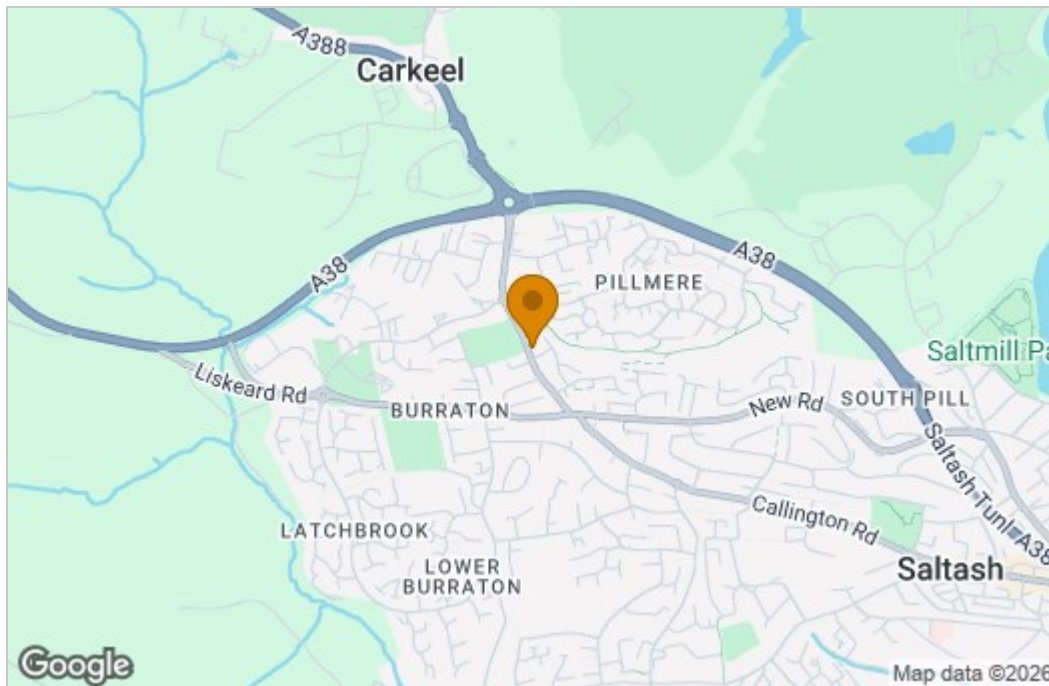 A388
Carkeel
A38
A38
PILLMERE
Saltmill Pa
Liskeard Rd
BURRATON
New Rd
SOUTH PILL
Saltash Tunl
A38
LATCHBROOK
LOWER
BURRATON
Callington Rd
Saltash
Google
Map data ©2026